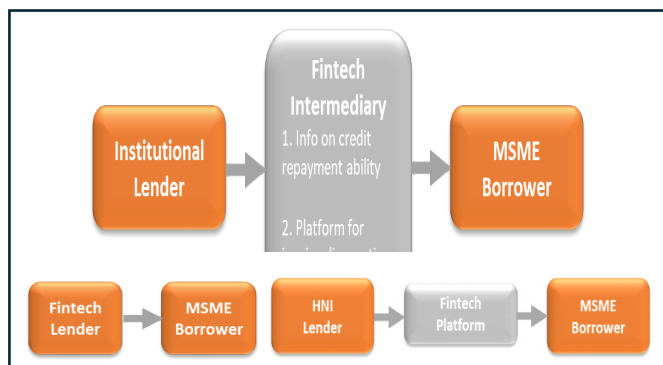 Fintech
Intermediary
1. Info on credit
repayment ability
2. Platform for
Institutional
Lender
MSME
Borrower
Fintech
Lender
MSME
Borrower
HNI
Lender
Fintech
Platform
MSME
Borrower